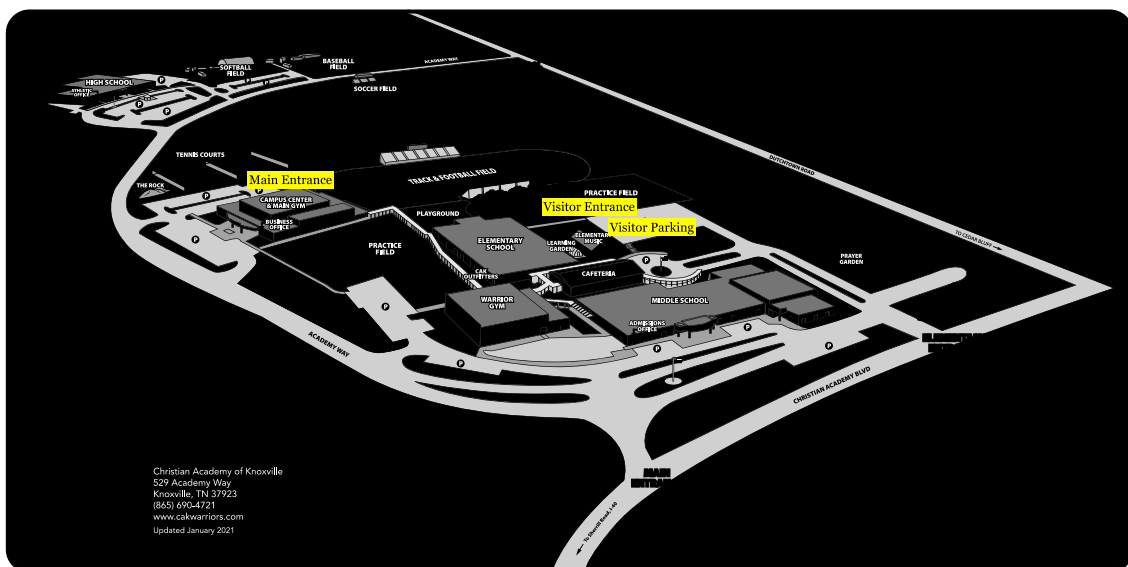 SOFTBALL
FIELD
BASEBALL
FIELD
ACADEMY WAY
HIGH SCHOOL
ATHLETIC
OFFICE
P
P
P
P
P
P
SOCCER FIELD
TENNIS COURTS
DUTCHTOWN ROAD
TRACK & FOOTBALL FIELD
Main Entrance
THE ROCK
P
P
CAMPUS CENTER
& MAIN GYM
BUSINESS
OFFICE
P
PRACTICE FIELD
Visitor Entrance
Visitor Parking
PLAYGROUND
PRACTICE
FIELD
ELEMENTARY
SCHOOL
LEARNING
GARDEN
ELEMENTARY
MUSIC
TO CEDAR BLUFF
PRAYER
GARDEN
CAK
OUTFITTERS
CAFETERIA
P
WARRIOR
GYM
MIDDLE SCHOOL
ADMISSIONS
OFFICE
P
P
P
P
P
ACADEMY WAY
CHRISTIAN ACADEMY BLVD
MAIN
Christian Academy of Knoxville
529 Academy Way
Knoxville, TN 37923
(865) 690-4721
www.cakwarriors.com
Updated January 2021
To Sherrill Road, I-40